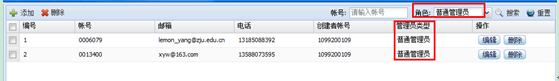 添加 删除 帐号: 请输入帐号 角色: 普通管理员 搜索 重置
编号 帐号 邮箱 电话 创建者帐号 管理员类型 操作
1 0006079 lemon_yang@zju.edu.cn 13185088392 1099200109 普通管理员 编辑 删除
2 0013400 xyw@163.com 13588073595 1099200109 普通管理员 编辑 删除